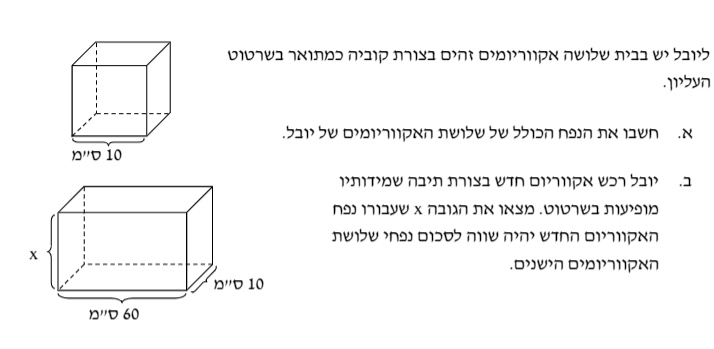 ליובל יש בבית שלושה אקווריומים זהים בצורת קוביה כמתואר בשרטוט
העליון.
א. חשבו את הנפח הכולל של שלושת האקווריומים של יובל.
ב. יובל רכש אקווריום חדש בצורת תיבה שמידותיו
מופיעות בשרטוט. מצאו את הגובה x שעבורו נפח
האקווריום החדש יהיה שווה לסכום נפחי שלושת
האקווריומים הישנים.
10 ס״מ
x
10 ס״מ
60 ס״מ